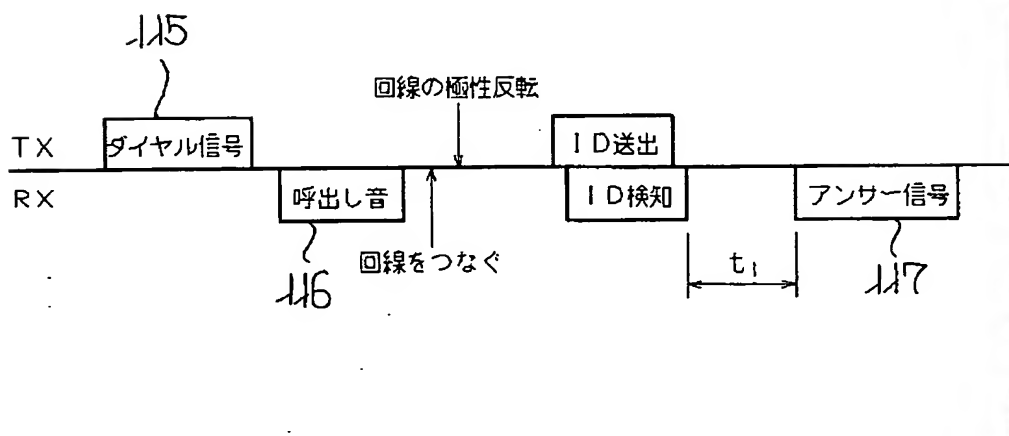 115
回線の極性反転
TX
ダイヤル信号
ID送出
RX
呼出し音
ID検知
アンサー信号
回線をつなぐ
t1
116
117